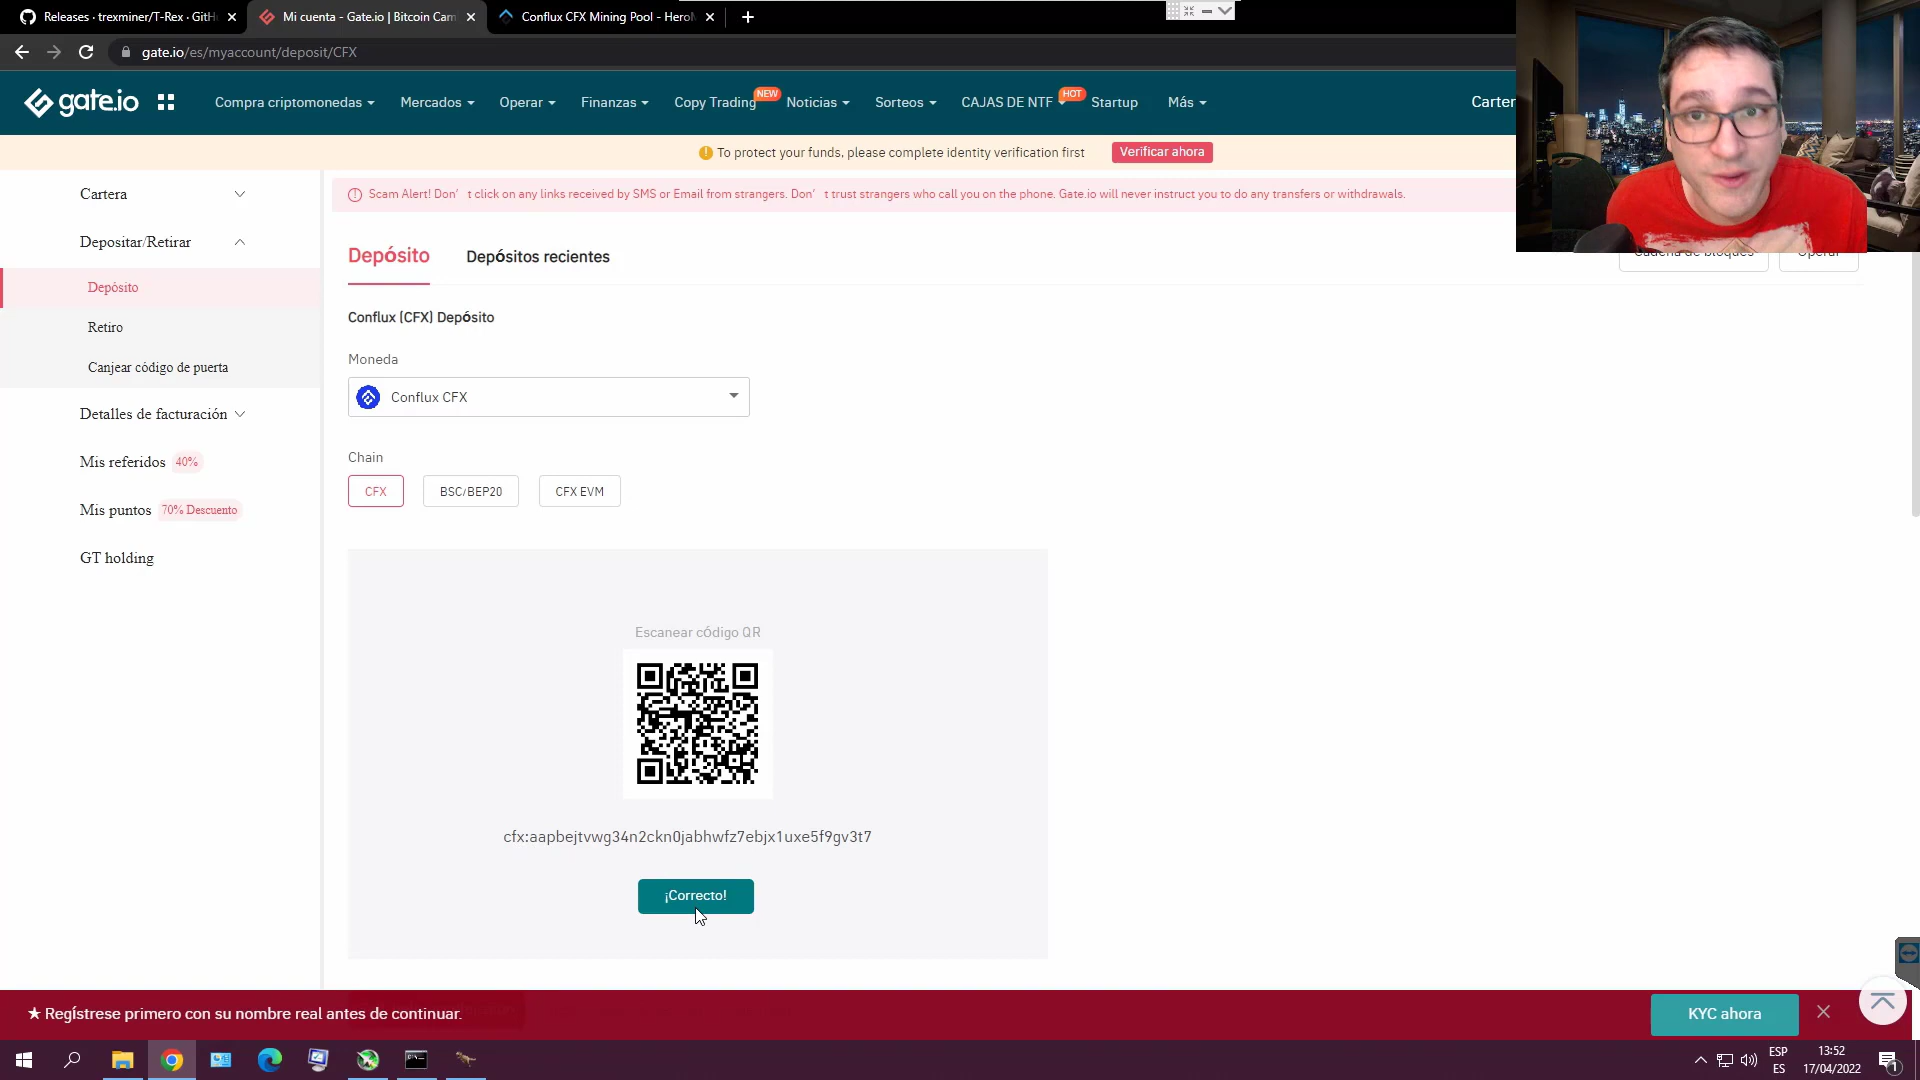 Releases · trexminer/T-Rex · GitH
Mi cuenta - Gate.io | Bitcoin Cam
Conflux CFX Mining Pool - HeroM
gate.io/es/myaccount/deposit/CFX
gate.io
Compra criptomonedas
Mercados
Operar
Finanzas
Copy Trading
NEW
Noticias
Sorteos
CAJAS DE NTF
HOT
Startup
Más
Carter
To protect your funds, please complete identity verification first
Verificar ahora
Scam Alert! Don’ t click on any links received by SMS or Email from strangers. Don’ t trust strangers who call you on the phone. Gate.io will never instruct you to do any transfers or withdrawals.
Cartera
Depositar/Retirar
Depósito
Retiro
Canjear código de puerta
Detalles de facturación
Mis referidos 40%
Mis puntos 70% Descuento
GT holding
Depósito
Depósitos recientes
Cadena de bloques
Operar
Conflux (CFX) Depósito
Moneda
Conflux CFX
Chain
CFX
BSC/BEP20
CFX EVM
Escanear código QR
cfx:aapbejtvwg34n2ckn0jabhwfz7ebjx1uxe5f9gv3t7
¡Correcto!
★ Regístrese primero con su nombre real antes de continuar.
KYC ahora
ESP
ES
13:52
17/04/2022
1